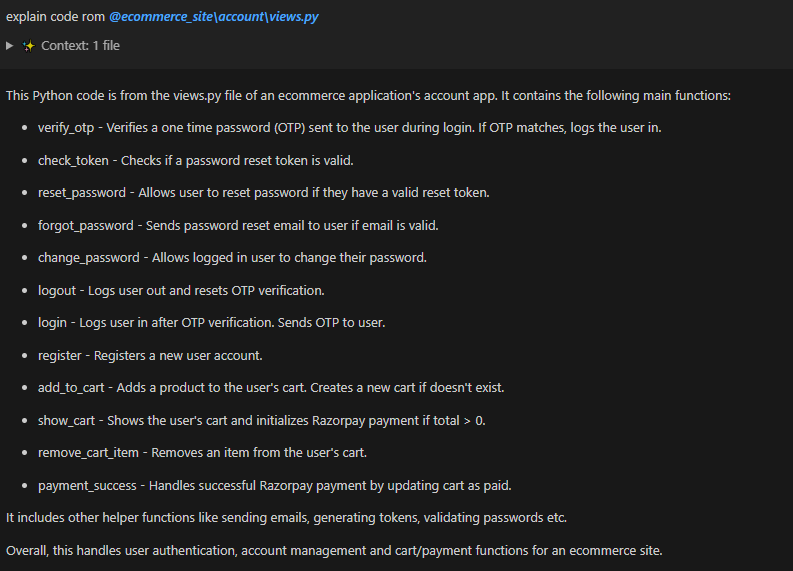 explain code rom @ecommerce_site\account\views.py
Context: 1 file
This Python code is from the views.py file of an ecommerce application's account app. It contains the following main functions:
verify_otp - Verifies a one time password (OTP) sent to the user during login. If OTP matches, logs the user in.
check_token - Checks if a password reset token is valid.
reset_password - Allows user to reset password if they have a valid reset token.
forgot_password - Sends password reset email to user if email is valid.
change_password - Allows logged in user to change their password.
logout - Logs user out and resets OTP verification.
login - Logs user in after OTP verification. Sends OTP to user.
register - Registers a new user account.
add_to_cart - Adds a product to the user's cart. Creates a new cart if doesn't exist.
show_cart - Shows the user's cart and initializes Razorpay payment if total > 0.
remove_cart_item - Removes an item from the user's cart.
payment_success - Handles successful Razorpay payment by updating cart as paid.
It includes other helper functions like sending emails, generating tokens, validating passwords etc.
Overall, this handles user authentication, account management and cart/payment functions for an ecommerce site.